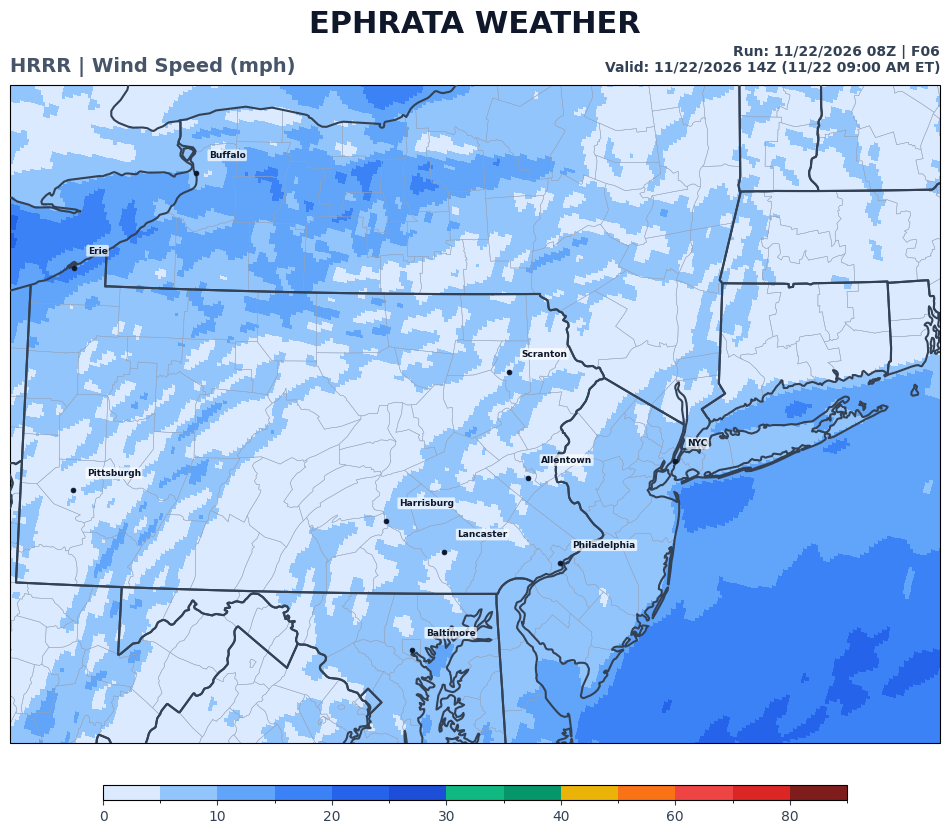 EPHRATA WEATHER
HRRR | Wind Speed (mph)
Run: 11/22/2026 08Z | F06
Valid: 11/22/2026 14Z (11/22 09:00 AM ET)
Buffalo
Erie
Scranton
NYC
Allentown
Pittsburgh
Harrisburg
Lancaster
Philadelphia
Baltimore
0 10 20 30 40 60 80